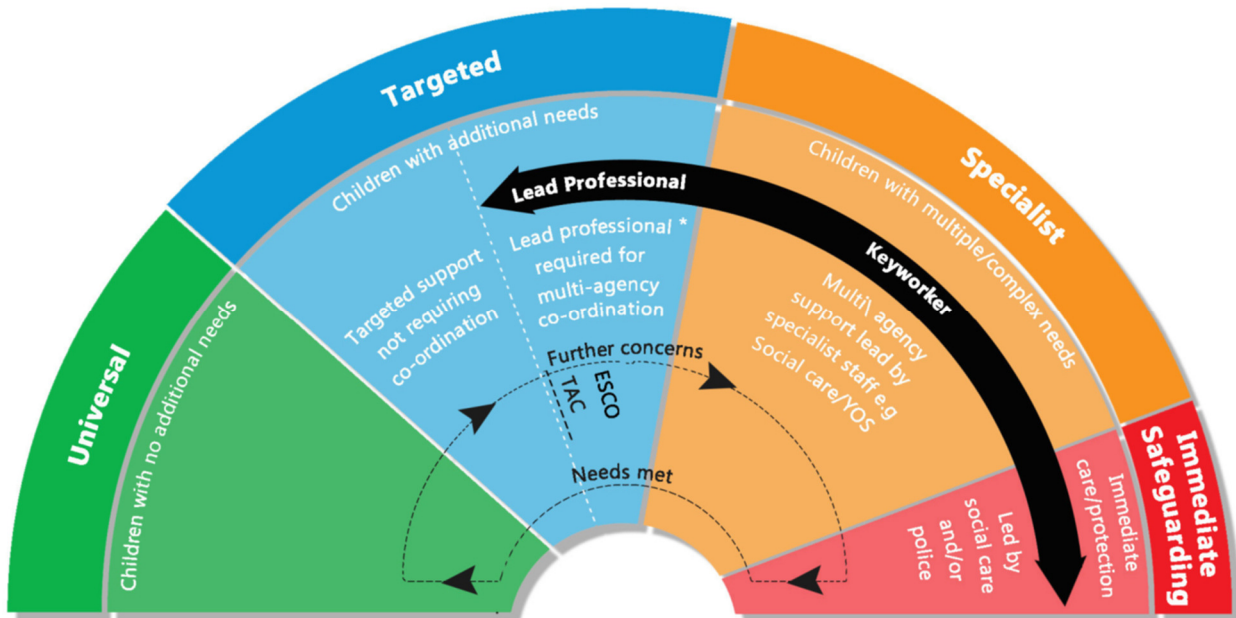 Universal
Children with no additional needs
Targeted
Children with additional needs
Targeted support
not requiring
co-ordination
Lead professional *
required for
multi-agency
co-ordination
Lead Professional
Keyworker
Further concerns
TAC
ESCO
Needs met
Specialist
Children with multiple/complex needs
Multi\ agency
support lead by
specialist staff e.g
Social care/YOS
Immediate
Safeguarding
Immediate
care/protection
Led by
social care
and/or
police